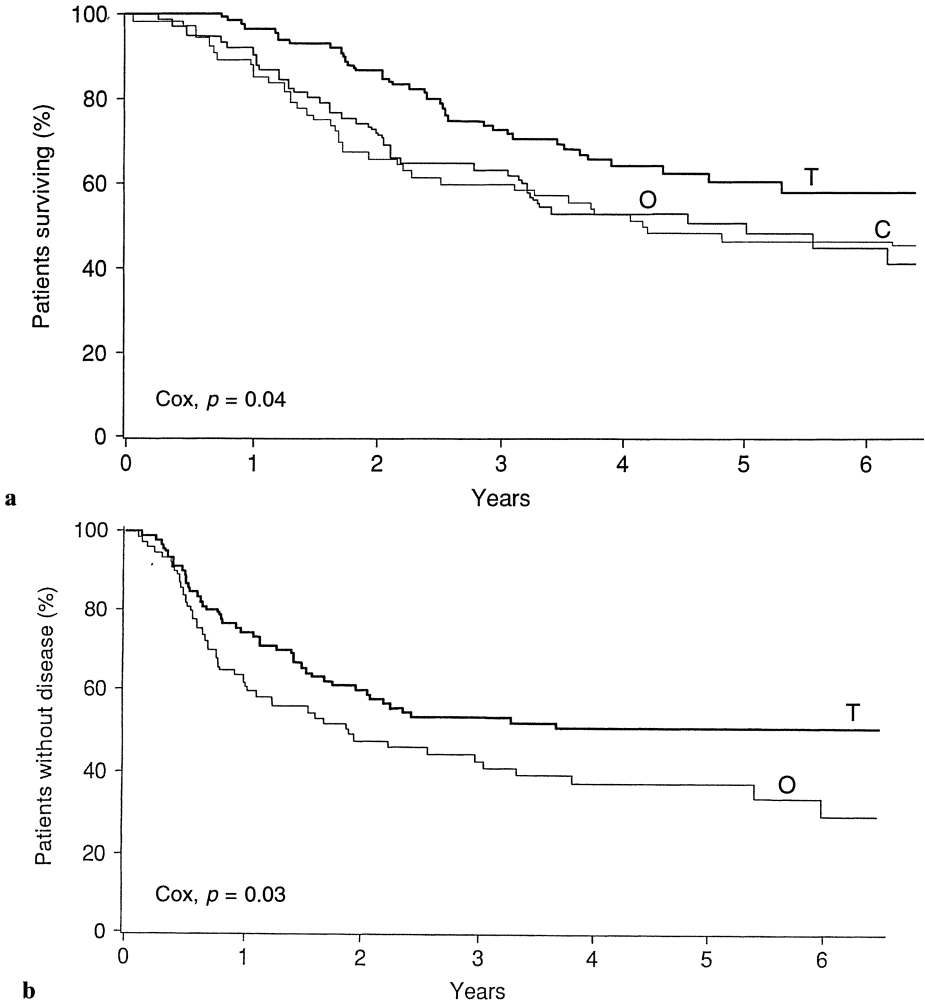 Patients surviving (%)
100
80
60
40
20
0
T
O
C
Cox, p = 0.04
0 1 2 3 4 5 6
Years
a
Patients without disease (%)
100
80
60
40
20
0
T
O
Cox, p = 0.03
0 1 2 3 4 5 6
Years
b